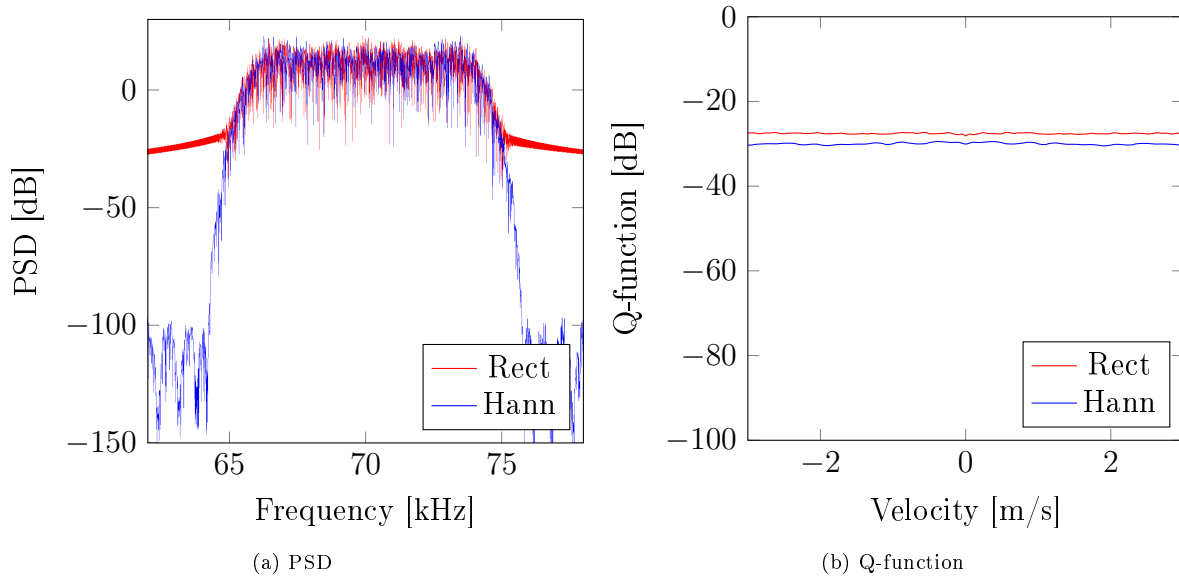 PSD [dB]
0
−50
−100
−150
65
70
75
Frequency [kHz]
Rect
Hann
(a) PSD
Q-function [dB]
0
−20
−40
−60
−80
−100
−2
0
2
Velocity [m/s]
Rect
Hann
(b) Q-function